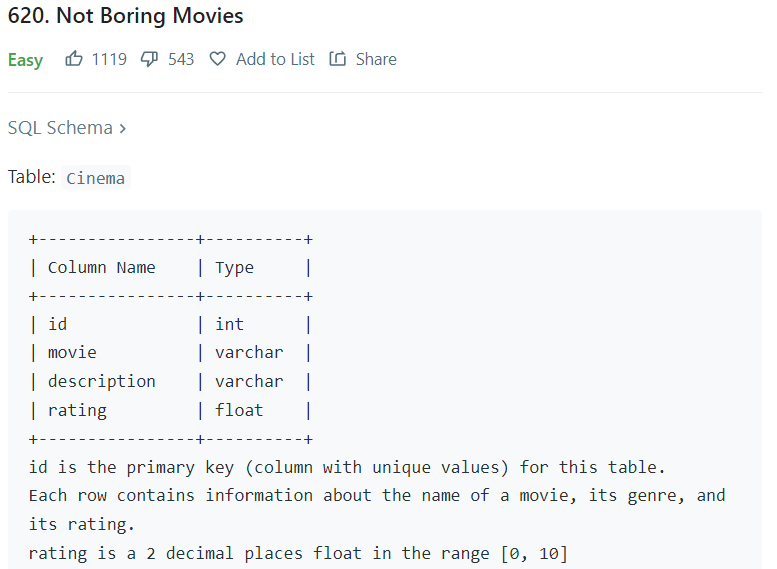 620. Not Boring Movies
Easy 1119 543 Add to List Share
SQL Schema >
Table: Cinema
+----------------+----------+
| Column Name    | Type     |
+----------------+----------+
| id             | int      |
| movie          | varchar  |
| description    | varchar  |
| rating         | float    |
+----------------+----------+
id is the primary key (column with unique values) for this table.
Each row contains information about the name of a movie, its genre, and
its rating.
rating is a 2 decimal places float in the range [0, 10]